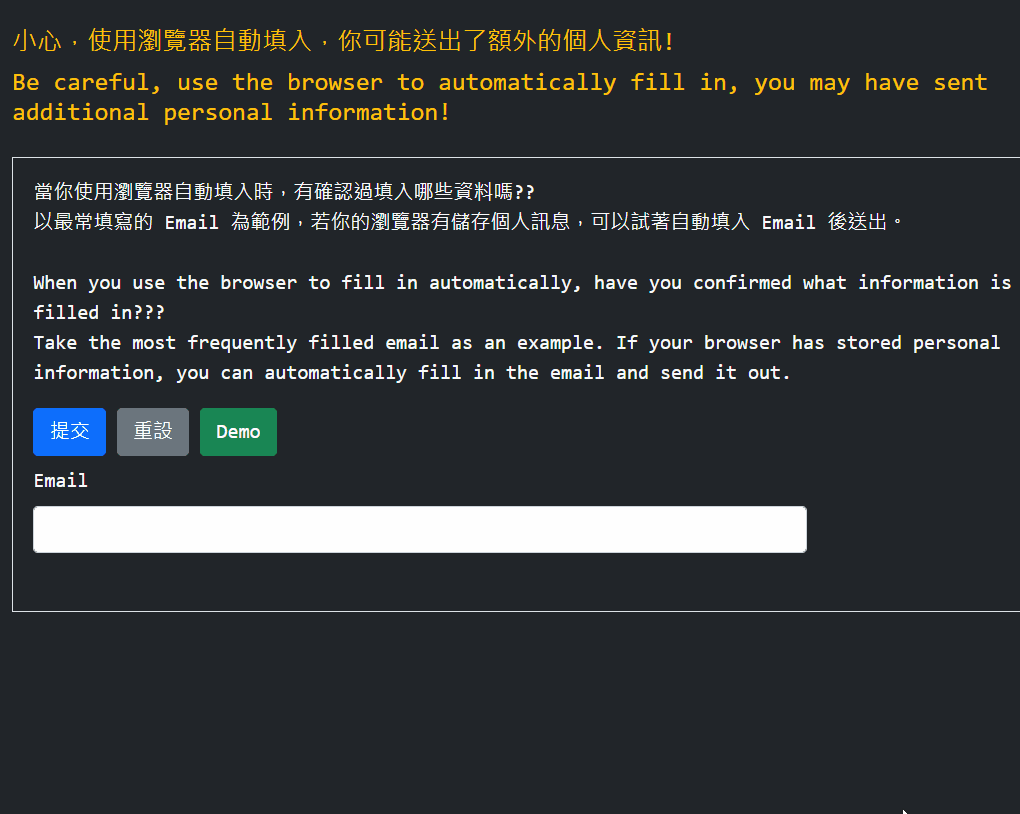 小心，使用瀏覽器自動填入，你可能送出了額外的個人資訊!
Be careful, use the browser to automatically fill in, you may have sent
additional personal information!
當你使用瀏覽器自動填入時，有確認過填入哪些資料嗎??
以最常填寫的 Email 為範例，若你的瀏覽器有儲存個人訊息，可以試著自動填入 Email 後送出。
When you use the browser to fill in automatically, have you confirmed what information is
filled in???
Take the most frequently filled email as an example. If your browser has stored personal
information, you can automatically fill in the email and send it out.
提交 重設 Demo
Email